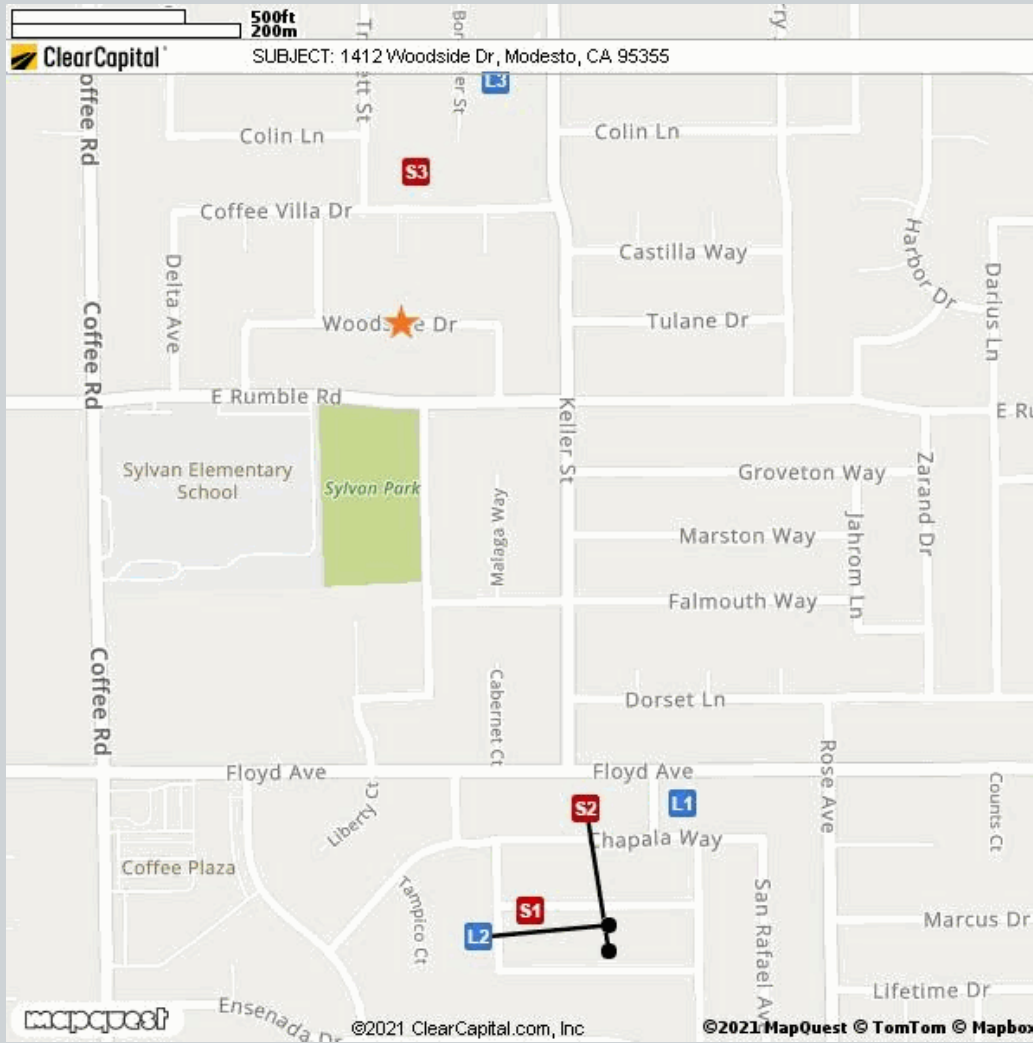 500ft
200m
ClearCapital
SUBJECT: 1412 Woodside Dr, Modesto, CA 95355
Coffee Rd
L3
Colin Ln
Colin Ln
S3
Coffee Villa Dr
Castilla Way
Harbor Dr
Delta Ave
Darius Ln
Coffee Rd
Tulane Dr
E Rumble Rd
Keller St
Sylvan Elementary
School
Sylvan Park
Groveton Way
Zarand Dr
Malaga Way
Marston Way
Jahrom Ln
Falmouth Way
Coffee Rd
Cabernet Ct
Dorset Ln
Floyd Ave
Floyd Ave
Rose Ave
Counts Ct
Liberty Ct
S2
L1
Chapala Way
Coffee Plaza
Tampico Ct
San Rafael Av
S1
L2
Marcus Dr
Lifetime Dr
Ensenada Dr
mapquest
©2021 ClearCapital.com, Inc
©2021 MapQuest © TomTom © Mapbox